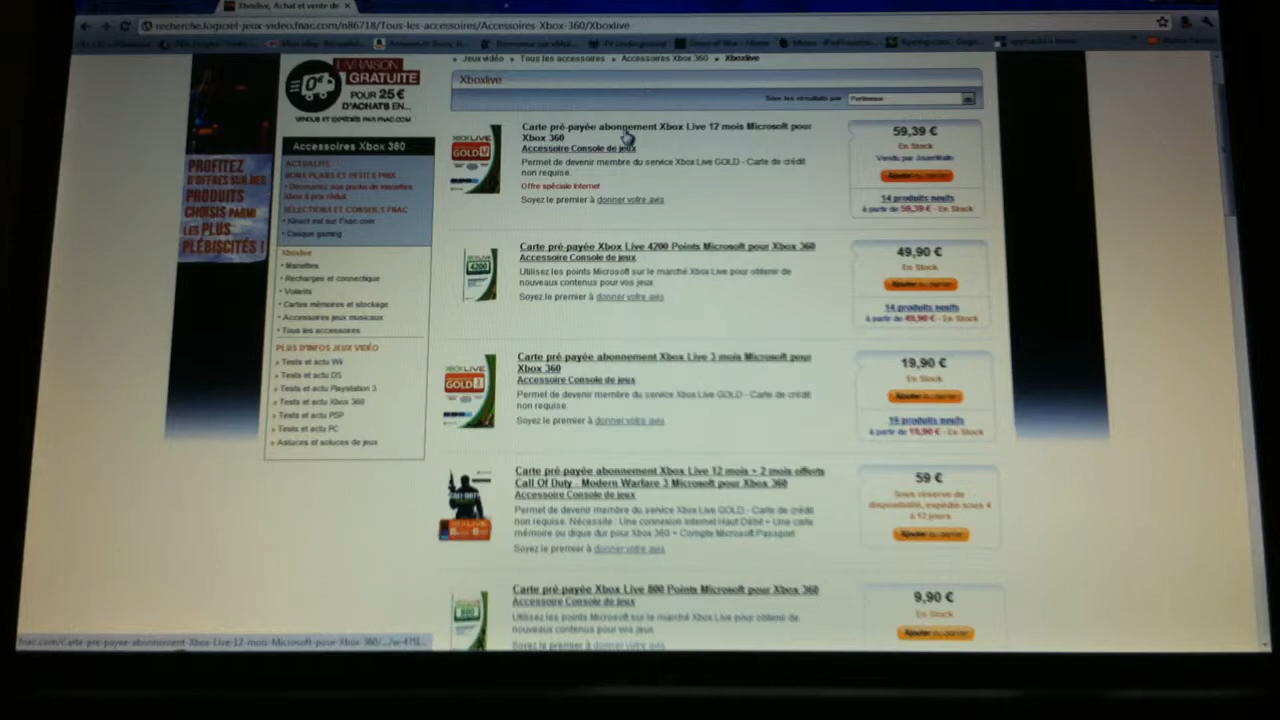 Xboxlive, Achat et vente de
recherche.logiciel-jeux-video.fnac.com/n86718/Tous-les-accessoires/Accessoires-Xbox-360/Xboxlive
» Jeux vidéo » Tous les accessoires » Accessoires Xbox 360 » Xboxlive
LIVRAISON
GRATUITE
POUR 25€
D'ACHATS EN...
VENDUS ET EXPÉDIÉS PAR FNAC.COM
PROFITEZ
D'OFFRES SUR DES
PRODUITS
CHOISIS PARMI
LES PLUS
PLÉBISCITÉS !
Accessoires Xbox 360
ACTUALITE
BONS PLANS ET PETITS PRIX
• Découvrez nos packs de manettes
Xbox à prix réduit
SÉLECTIONS ET CONSEILS FNAC
• Kinect est sur Fnac.com
• Casque gaming
Xboxlive
• Manettes
• Recharges et connectique
• Volants
• Cartes mémoires et stockage
• Accessoires jeux musicaux
• Tous les accessoires
PLUS D'INFOS JEUX VIDÉO
» Tests et actu Wii
» Tests et actu DS
» Tests et actu Playstation 3
» Tests et actu Xbox 360
» Tests et actu PSP
» Tests et actu PC
» Astuces et soluces de jeux
Xboxlive
Trier les résultats par
Pertinence
Carte pré-payée abonnement Xbox Live 12 mois Microsoft pour
Xbox 360
Accessoire Console de jeux
Permet de devenir membre du service Xbox Live GOLD - Carte de crédit
non requise.
Offre spéciale Internet
Soyez le premier à donner votre avis
59,39 €
En Stock
Ajouter au panier
14 produits neufs
à partir de 59,39 € - En Stock
Carte pré-payée Xbox Live 4200 Points Microsoft pour Xbox 360
Accessoire Console de jeux
Utilisez les points Microsoft sur le marché Xbox Live pour obtenir de
nouveaux contenus pour vos jeux
Soyez le premier à donner votre avis
49,90 €
En Stock
Ajouter au panier
14 produits neufs
à partir de 49,90 € - En Stock
Carte pré-payée abonnement Xbox Live 3 mois Microsoft pour
Xbox 360
Accessoire Console de jeux
Permet de devenir membre du service Xbox Live GOLD - Carte de crédit
non requise.
Soyez le premier à donner votre avis
19,90 €
En Stock
Ajouter au panier
produits neufs
à partir de - En Stock
Carte pré-payée abonnement Xbox Live 12 mois + 2 mois offerts
Call Of Duty - Modern Warfare 3 Microsoft pour Xbox 360
Accessoire Console de jeux
Permet de devenir membre du service Xbox Live GOLD - Carte de crédit
non requise. Nécessite : Une connexion internet Haut Débit + Une carte
mémoire ou disque dur pour Xbox 360 + Compte Microsoft Passport
Soyez le premier à donner votre avis
59 €
Sous réserve de
disponibilité, expédié sous 4
à 12 jours
Ajouter au panier
Carte pré-payée Xbox Live 800 Points Microsoft pour Xbox 360
Accessoire Console de jeux
Utilisez les points Microsoft sur le marché Xbox Live pour obtenir de
nouveaux contenus pour vos jeux
Soyez le premier à donner votre avis
9,90 €
En Stock
Ajouter au panier